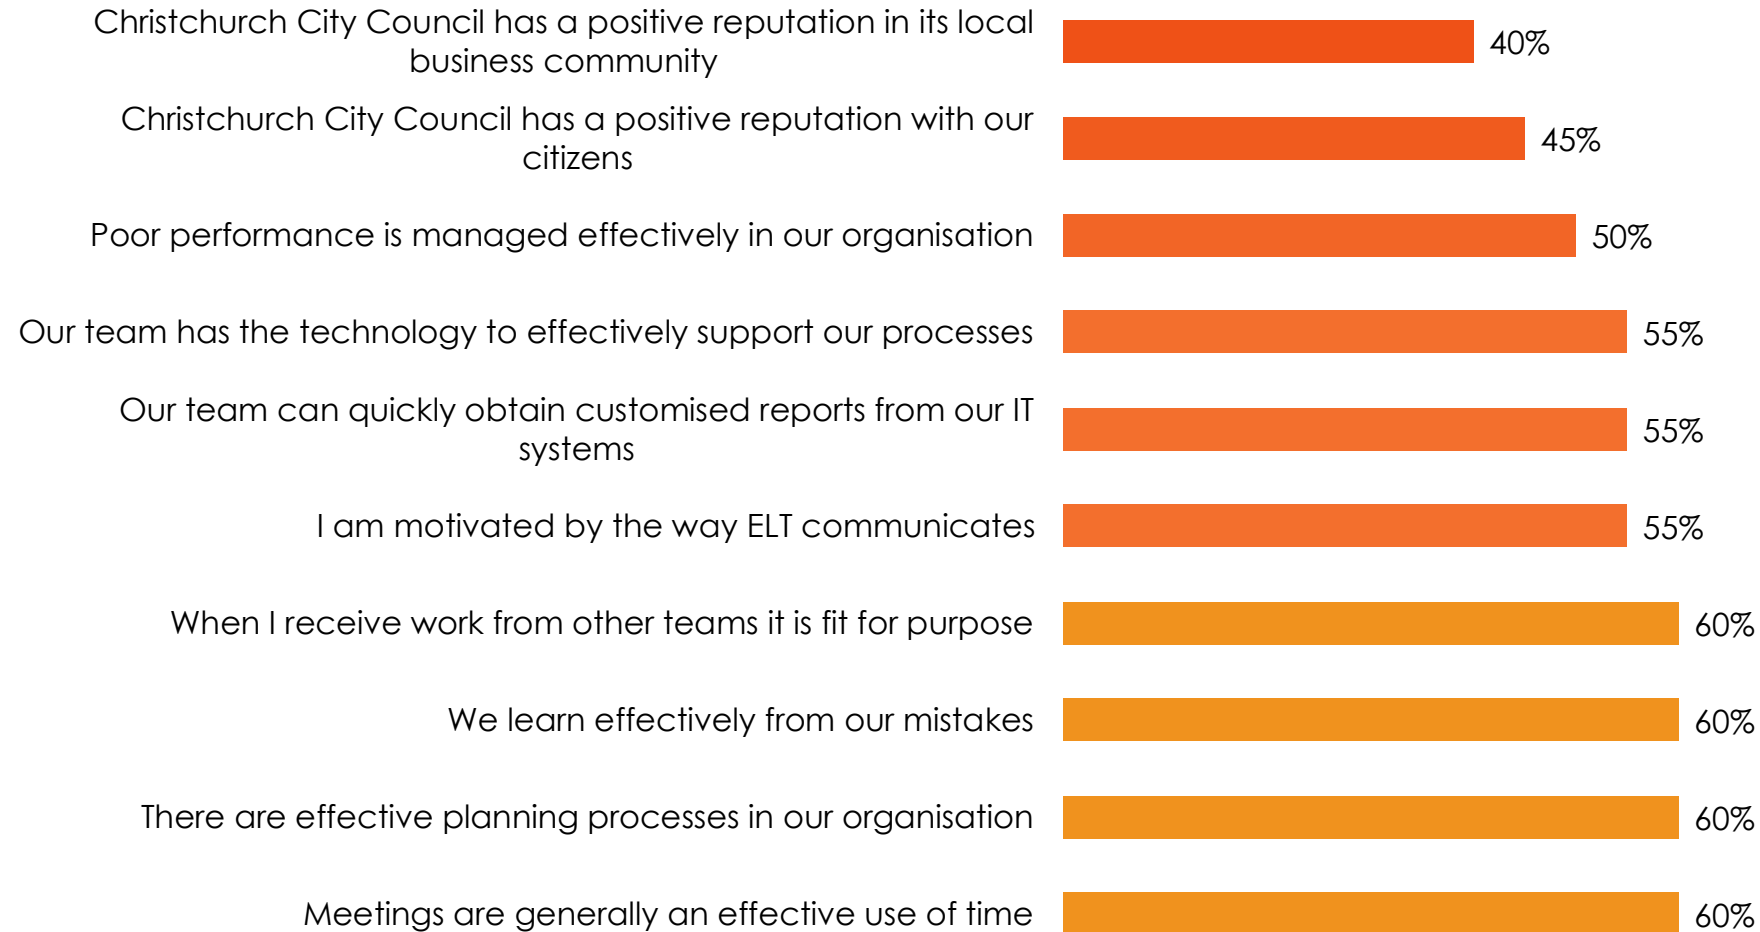 Christchurch City Council has a positive reputation in its local
business community
40%
Christchurch City Council has a positive reputation with our
citizens
45%
Poor performance is managed effectively in our organisation
50%
Our team has the technology to effectively support our processes
55%
Our team can quickly obtain customised reports from our IT
systems
55%
I am motivated by the way ELT communicates
55%
When I receive work from other teams it is fit for purpose
60%
We learn effectively from our mistakes
60%
There are effective planning processes in our organisation
60%
Meetings are generally an effective use of time
60%